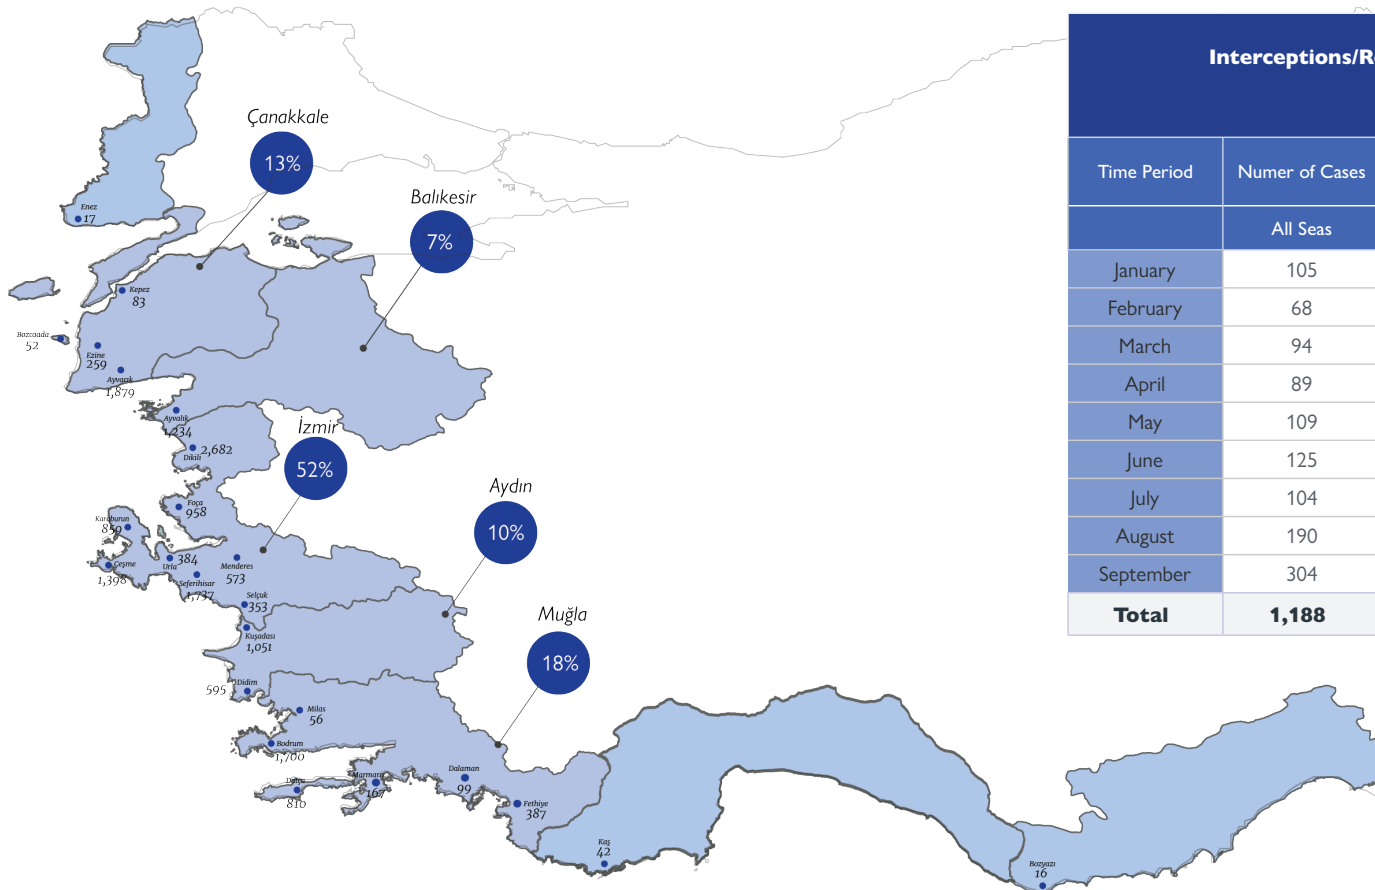 Çanakkale
13%
Balıkesir
7%
İzmir
52%
Aydın
10%
Muğla
18%
Enez
17
Kepez
83
Bozcaada
52
Ezine
259
Ayvacık
1,879
Ayvalık
1,234
2,682
Dikili
Foça
958
Karaburun
859
Çeşme
1,398
384
Urla
Menderes
573
Seferihisar
1,737
Selçuk
353
Kuşadası
1,051
Didim
595
Milas
56
Bodrum
1,700
Datça
810
Marmaris
167
Dalaman
99
Fethiye
387
Kaş
42
Bozyazı
16
Interceptions/R
Time Period Numer of Cases
All Seas
January 105
February 68
March 94
April 89
May 109
June 125
July 104
August 190
September 304
Total 1,188